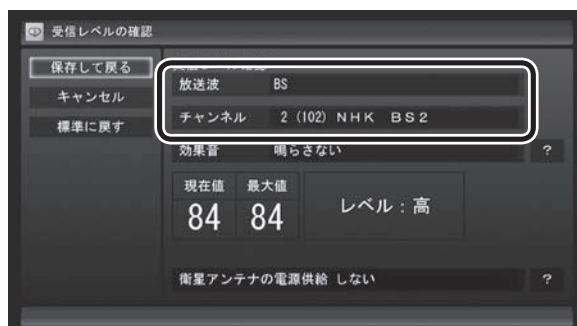 受信レベルの確認
保存して戻る
キャンセル
標準に戻す
放送波 BS
チャンネル 2 (102) NHK BS2
効果音 鳴らさない ?
現在値 最大値
84 84 レベル：高
衛星アンテナの電源供給 しない ?